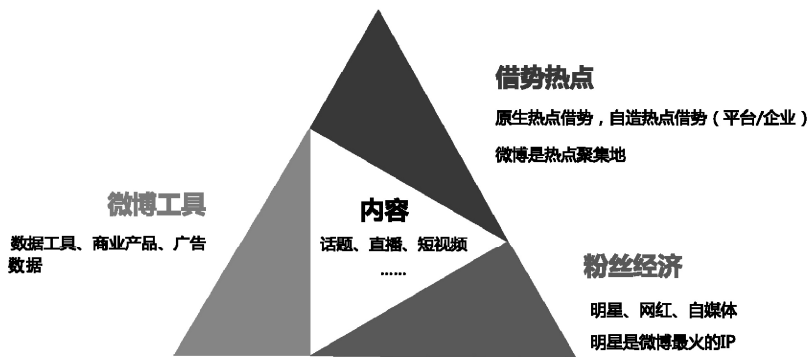 借势热点
原生热点借势，自造热点借势（平台/企业）
微博是热点聚集地
微博工具
数据工具、商业产品、广告
数据
内容
话题、直播、短视频
……
粉丝经济
明星、网红、自媒体
明星是微博最火的IP